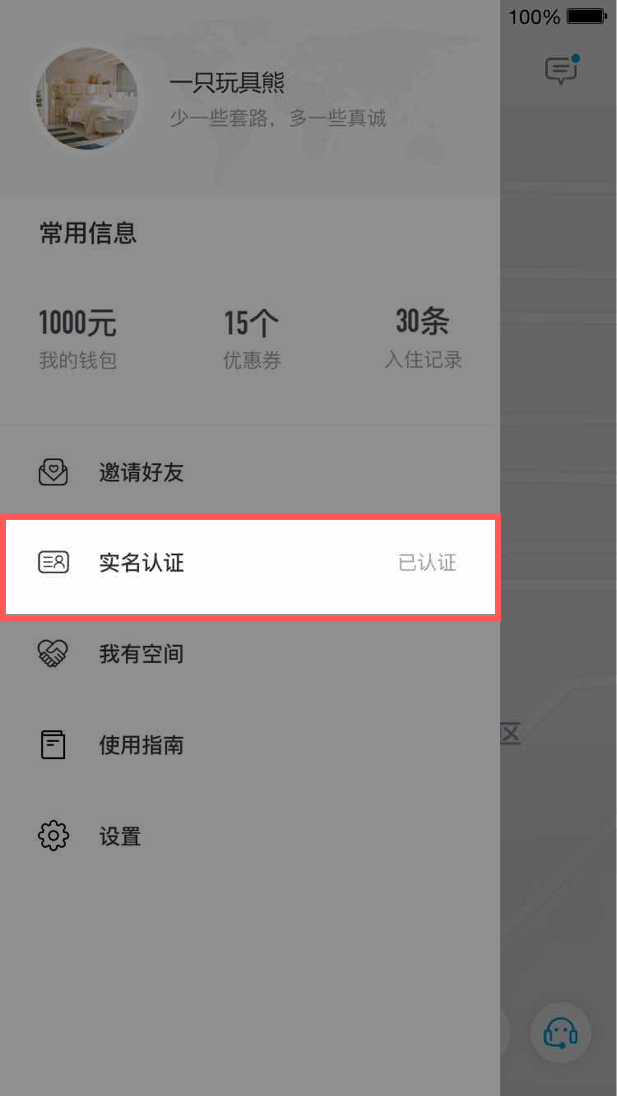 100%
一只玩具熊
少一些套路，多一些真诚
常用信息
1000元 15个 30条
我的钱包 优惠券 入住记录
邀请好友
实名认证 已认证
我有空间
区
使用指南
设置